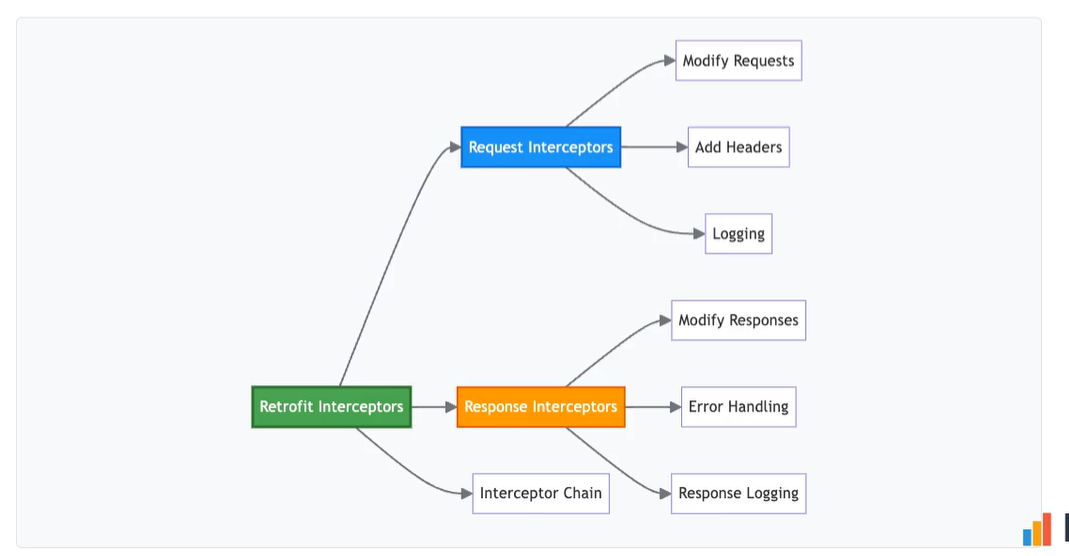 Modify Requests
Request Interceptors
Add Headers
Logging
Modify Responses
Retrofit Interceptors
Response Interceptors
Error Handling
Interceptor Chain
Response Logging